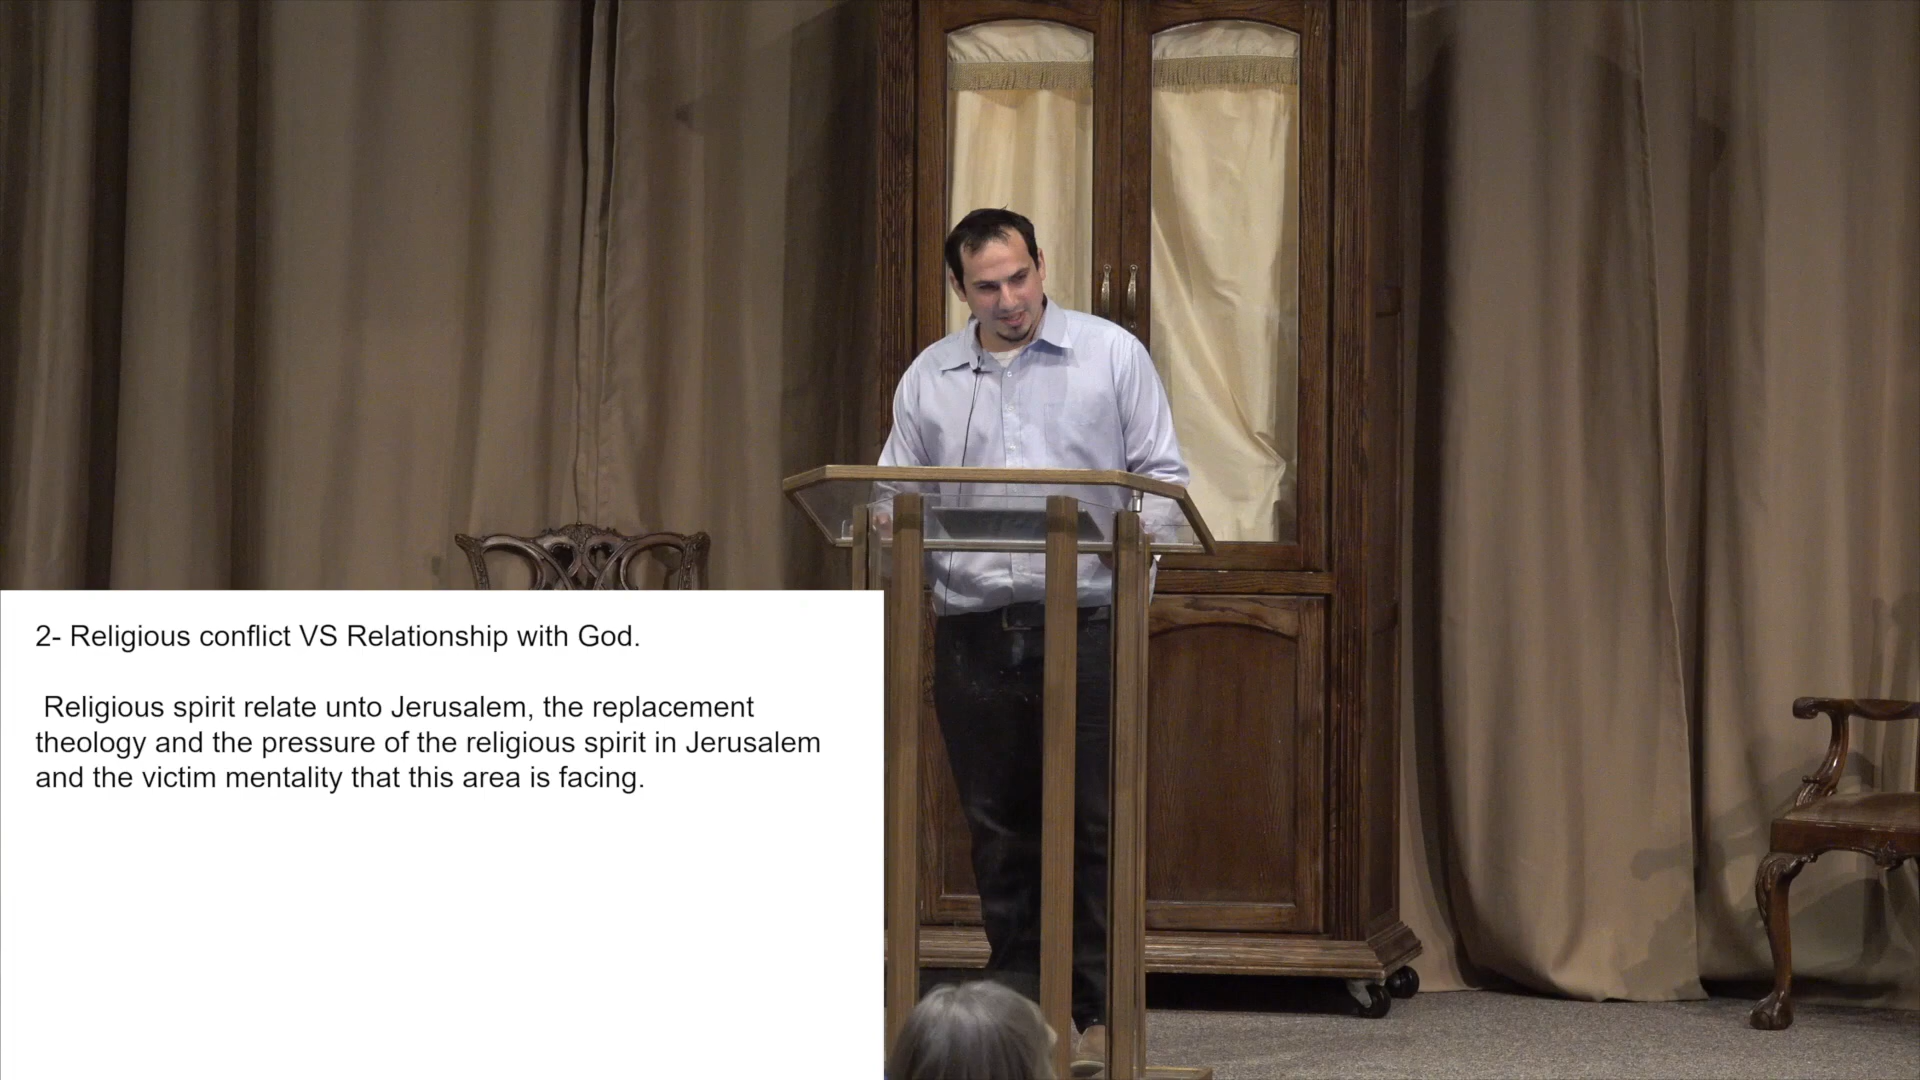 2- Religious conflict VS Relationship with God.
Religious spirit relate unto Jerusalem, the replacement
theology and the pressure of the religious spirit in Jerusalem
and the victim mentality that this area is facing.